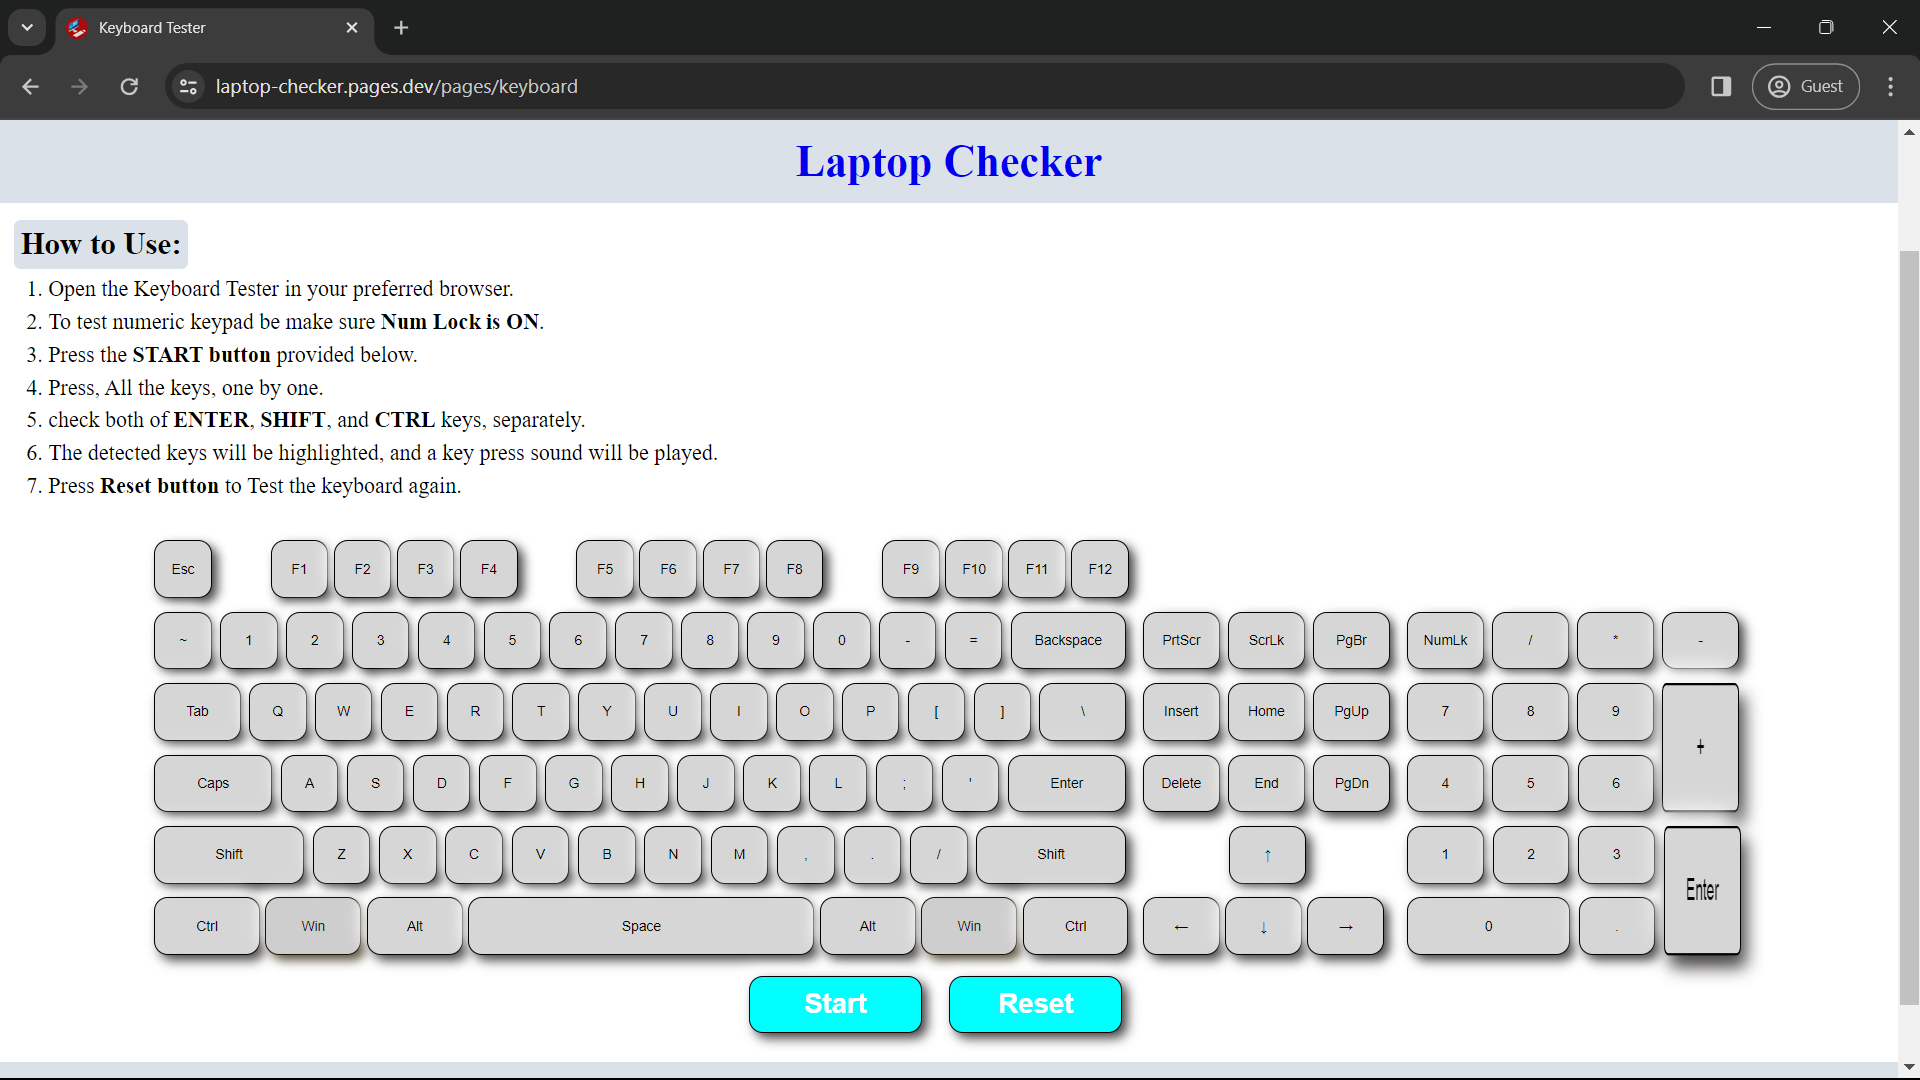 Keyboard Tester
laptop-checker.pages.dev/pages/keyboard
Guest
Laptop Checker
How to Use:
1. Open the Keyboard Tester in your preferred browser.
2. To test numeric keypad be make sure Num Lock is ON.
3. Press the START button provided below.
4. Press, All the keys, one by one.
5. check both of ENTER, SHIFT, and CTRL keys, separately.
6. The detected keys will be highlighted, and a key press sound will be played.
7. Press Reset button to Test the keyboard again.
Esc F1 F2 F3 F4 F5 F6 F7 F8 F9 F10 F11 F12
~ 1 2 3 4 5 6 7 8 9 0 - = Backspace PrtScr ScrLk PgBr NumLk / * -
Tab Q W E R T Y U I O P [ ] \ Insert Home PgUp 7 8 9 +
Caps A S D F G H J K L ; ' Enter Delete End PgDn 4 5 6
Shift Z X C V B N M , . / Shift ↑ 1 2 3 Enter
Ctrl Win Alt Space Alt Win Ctrl ← ↓ → 0 .
Start Reset